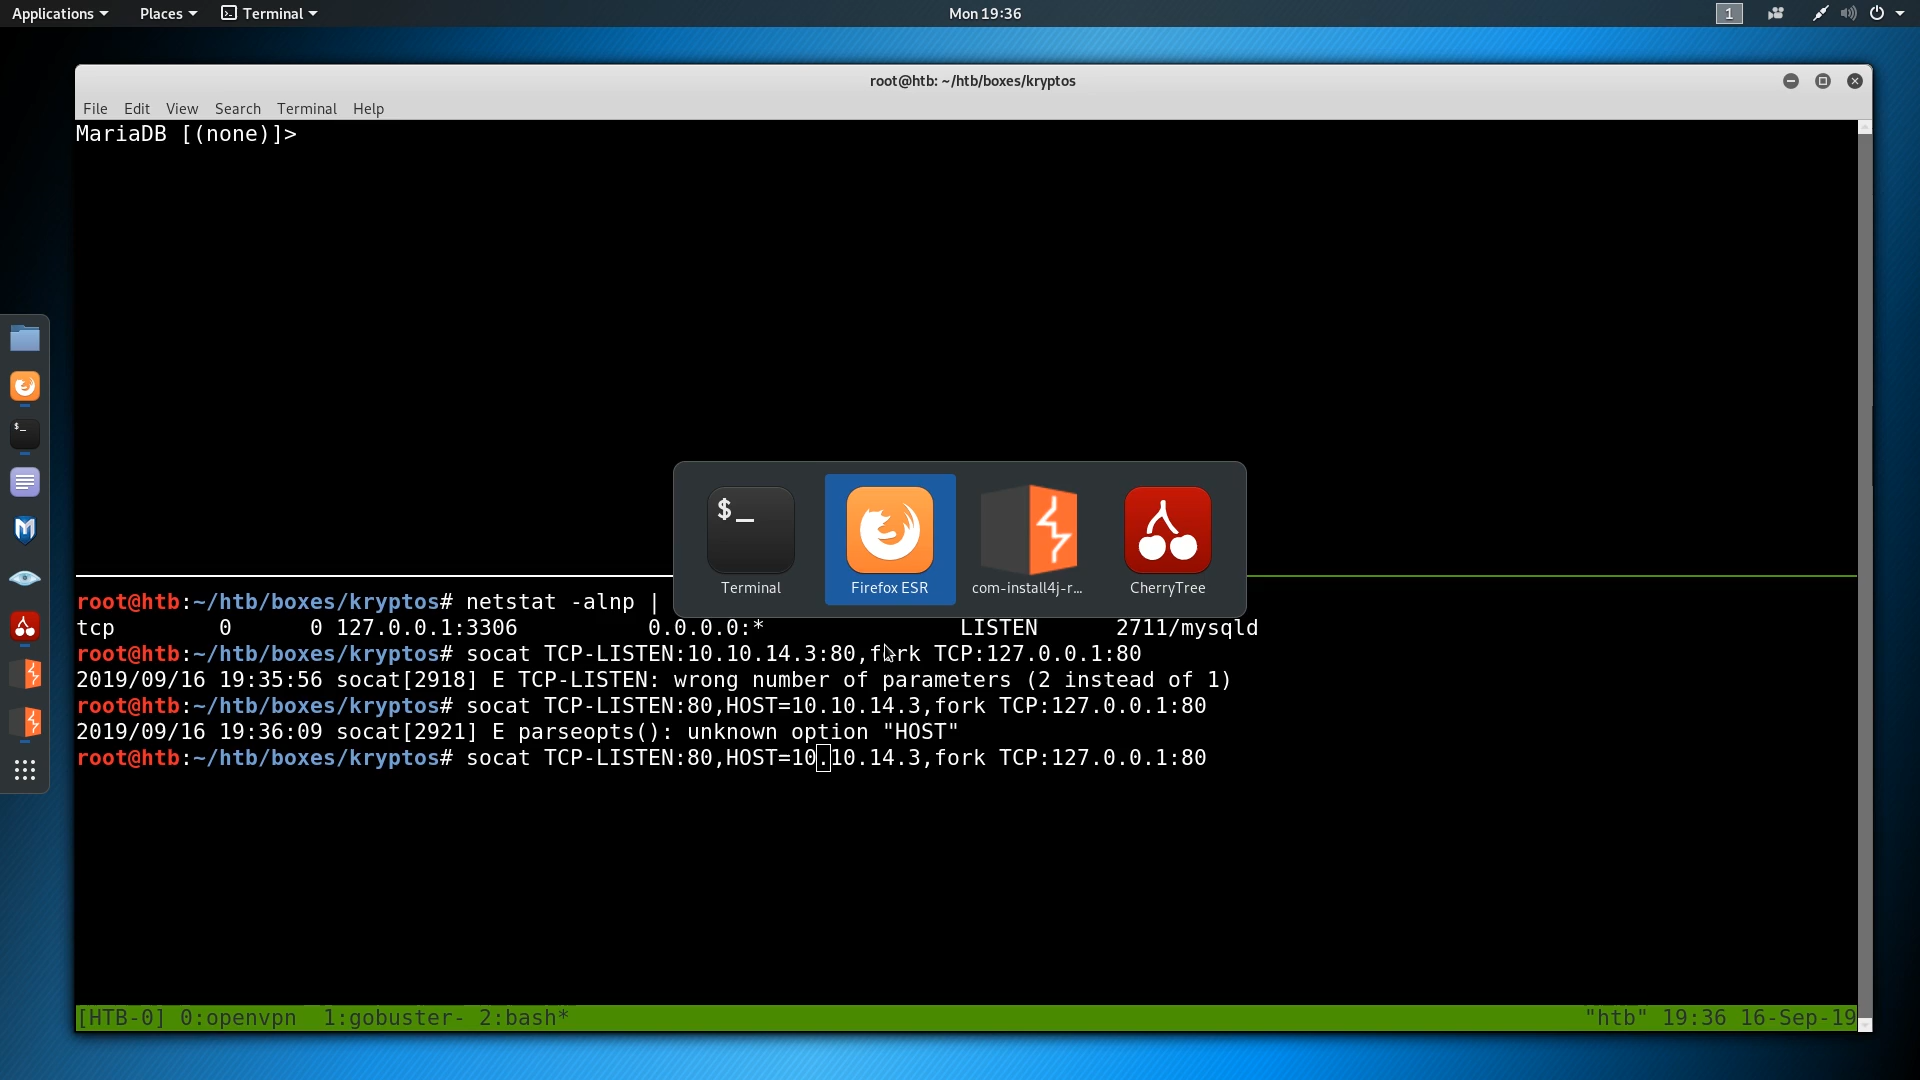 Applications Places Terminal Mon 19:36 1
root@htb: ~/htb/boxes/kryptos
File Edit View Search Terminal Help
MariaDB [(none)]>
$_
$_
Terminal Firefox ESR com-install4j-r... CherryTree
root@htb:~/htb/boxes/kryptos# netstat -alnp |
tcp 0 0 127.0.0.1:3306 0.0.0.0:* LISTEN 2711/mysqld
root@htb:~/htb/boxes/kryptos# socat TCP-LISTEN:10.10.14.3:80,fork TCP:127.0.0.1:80
2019/09/16 19:35:56 socat[2918] E TCP-LISTEN: wrong number of parameters (2 instead of 1)
root@htb:~/htb/boxes/kryptos# socat TCP-LISTEN:80,HOST=10.10.14.3,fork TCP:127.0.0.1:80
2019/09/16 19:36:09 socat[2921] E parseopts(): unknown option "HOST"
root@htb:~/htb/boxes/kryptos# socat TCP-LISTEN:80,HOST=10.10.14.3,fork TCP:127.0.0.1:80
[HTB-0] 0:openvpn 1:gobuster- 2:bash* "htb" 19:36 16-Sep-19